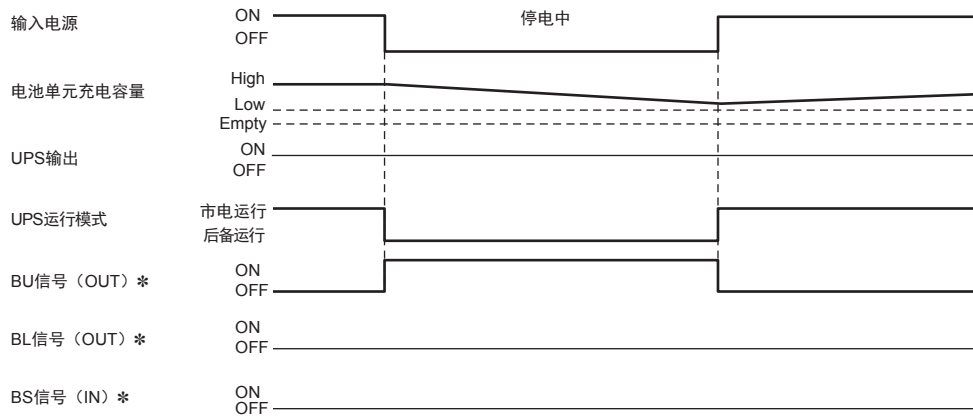 输入电源
ON
OFF
停电中
电池单元充电容量
High
Low
Empty
UPS输出
ON
OFF
UPS运行模式
市电运行
后备运行
BU信号（OUT）✽
ON
OFF
BL信号（OUT）✽
ON
OFF
BS信号（IN）✽
ON
OFF